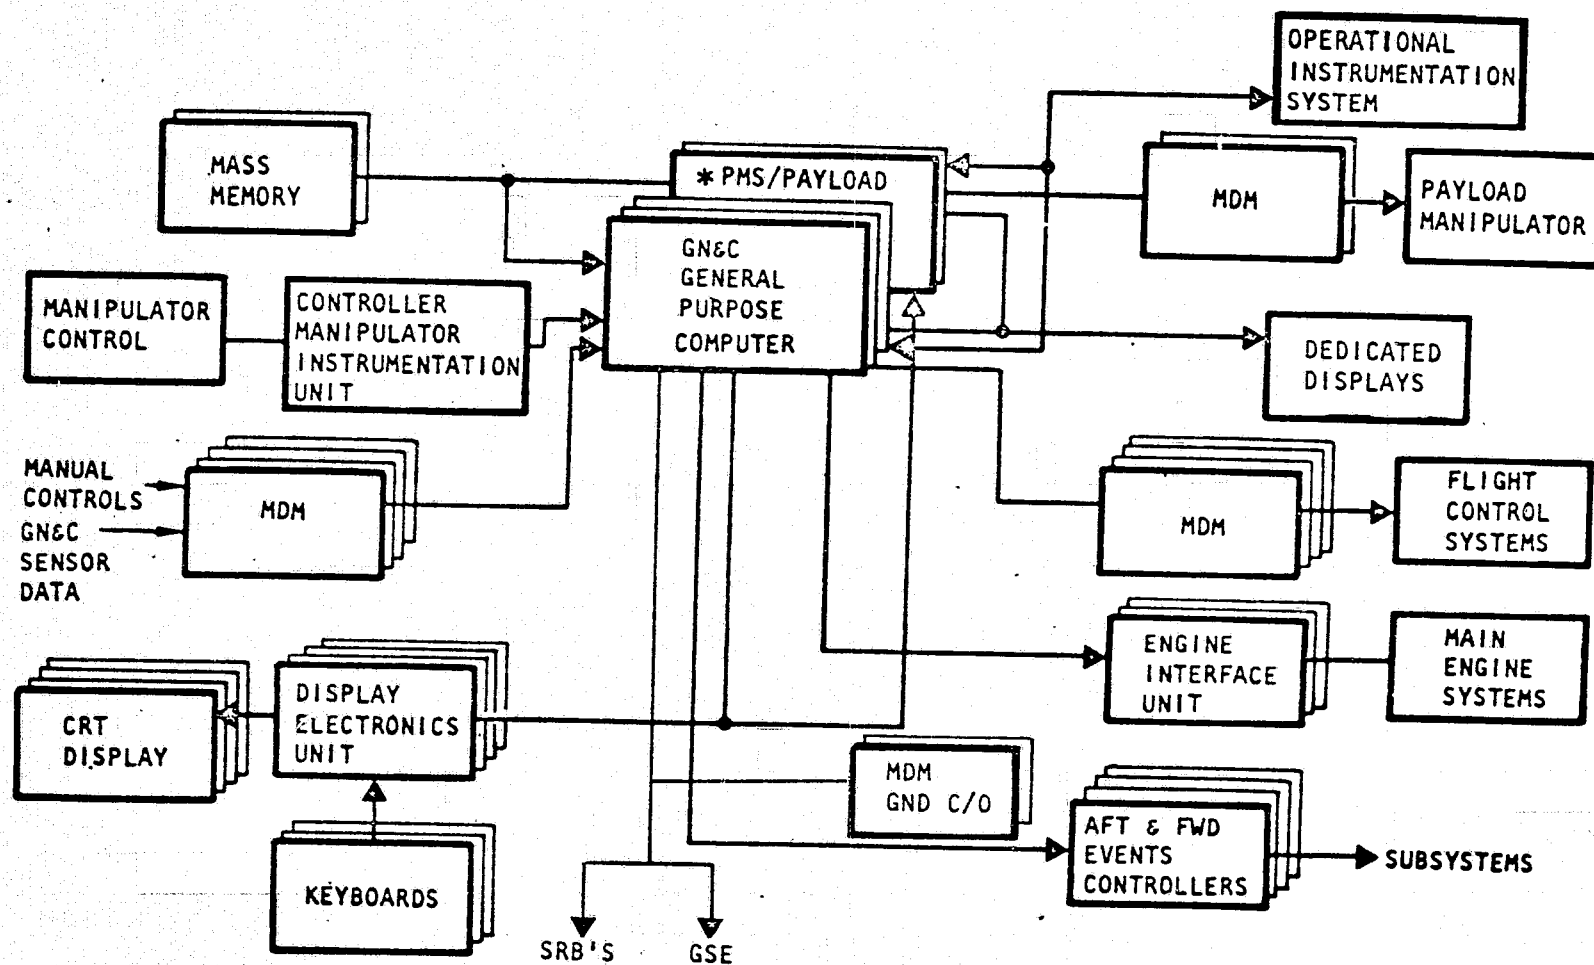 OPERATIONAL
INSTRUMENTATION
SYSTEM
MASS
MEMORY
* PMS/PAYLOAD
MDM
PAYLOAD
MANIPULATOR
GN&C
GENERAL
PURPOSE
COMPUTER
MANIPULATOR
CONTROL
CONTROLLER
MANIPULATOR
INSTRUMENTATION
UNIT
DEDICATED
DISPLAYS
MANUAL
CONTROLS
GN&C
SENSOR
DATA
MDM
MDM
FLIGHT
CONTROL
SYSTEMS
ENGINE
INTERFACE
UNIT
MAIN
ENGINE
SYSTEMS
CRT
DISPLAY
DISPLAY
ELECTRONICS
UNIT
MDM
GND C/O
KEYBOARDS
AFT & FWD
EVENTS
CONTROLLERS
SUBSYSTEMS
SRB'S
GSE